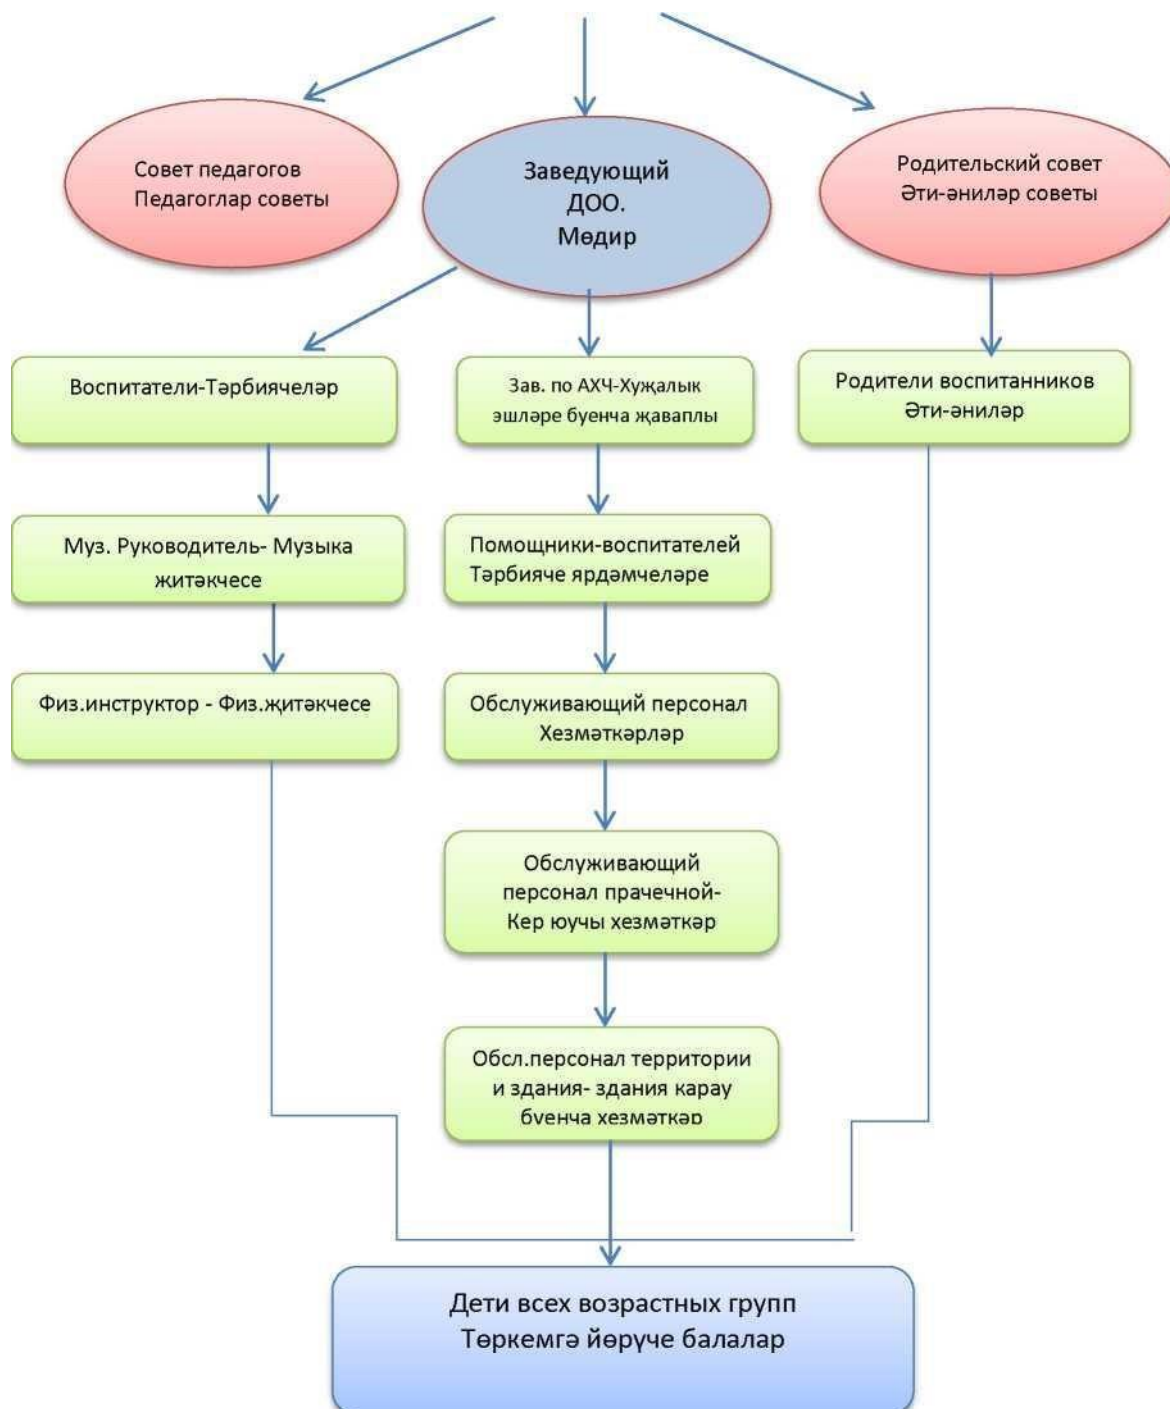 Совет педагогов
Педагоглар советы
Заведующий
ДОО.
Мөдир
Родительский совет
Әти-әниләр советы
Воспитатели-Тәрбиячеләр
Зав. по АХЧ-Хуҗалык
эшләре буенча җаваплы
Родители воспитанников
Әти-әниләр
Муз. Руководитель- Музыка
җитәкчесе
Помощники-воспитателей
Тәрбияче ярдәмчеләре
Физ.инструктор - Физ.җитәкчесе
Обслуживающий персонал
Хезмәткәрләр
Обслуживающий
персонал прачечной-
Кер юучы хезмәткәр
Обсл.персонал территории
и здания- здания карау
буенча хезмәткәр
Дети всех возрастных групп
Төркемгә йөрүче балалар